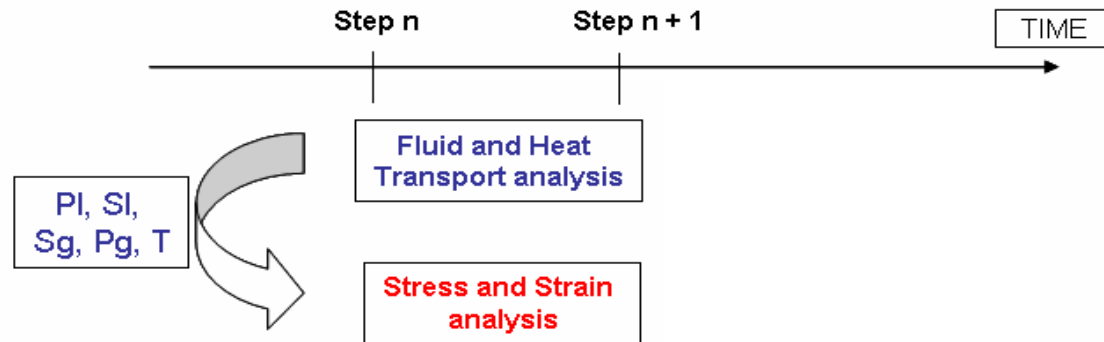 Step n
Step n + 1
TIME
Fluid and Heat
Transport analysis
Pl, Sl,
Sg, Pg, T
Stress and Strain
analysis